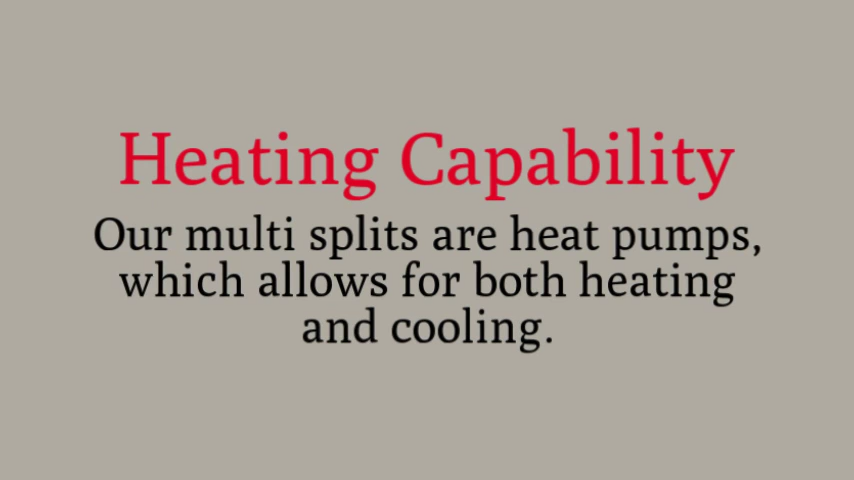 Heating Capability
Our multi splits are heat pumps,
which allows for both heating
and cooling.